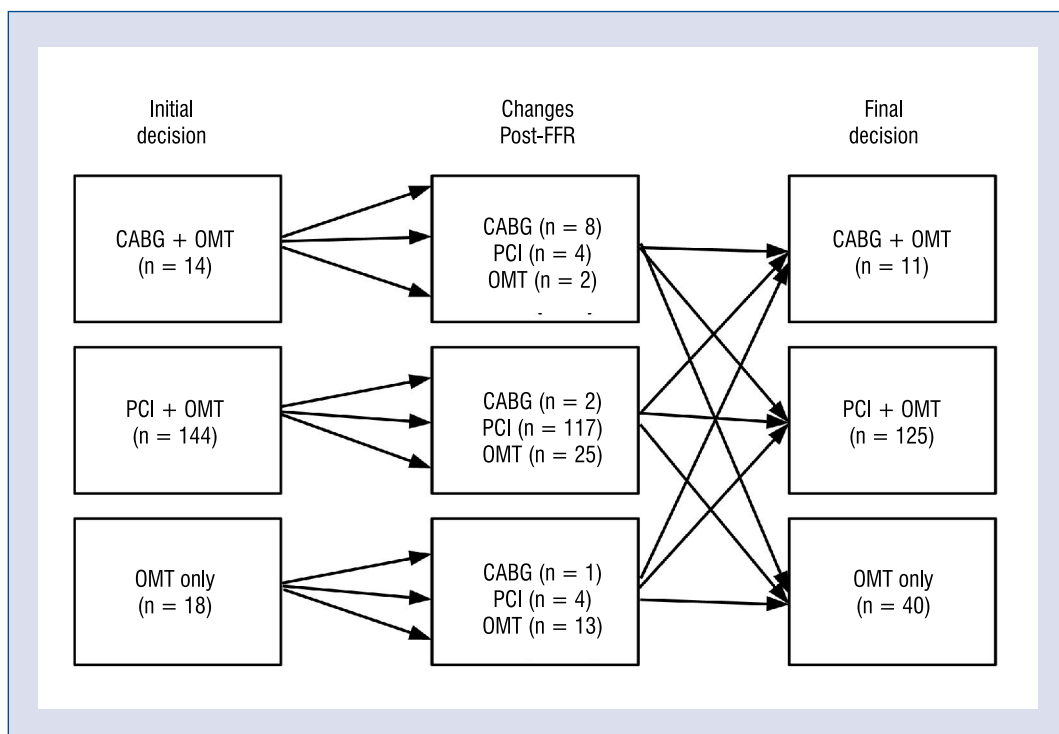 Initial
decision
Changes
Post-FFR
Final
decision
CABG + OMT
(n = 14)
CABG (n = 8)
PCI (n = 4)
OMT (n = 2)
CABG + OMT
(n = 11)
PCI + OMT
(n = 144)
CABG (n = 2)
PCI (n = 117)
OMT (n = 25)
PCI + OMT
(n = 125)
OMT only
(n = 18)
CABG (n = 1)
PCI (n = 4)
OMT (n = 13)
OMT only
(n = 40)